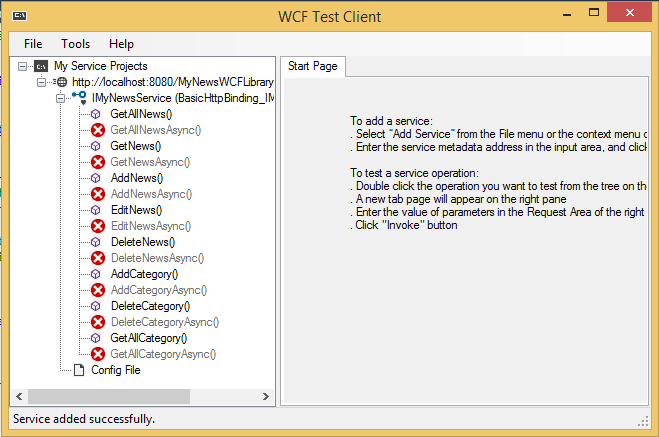 WCF Test Client
File Tools Help
My Service Projects
http://localhost:8080/MyNewsWCFLibrary
IMyNewsService (BasicHttpBinding_IM
GetAllNews()
GetAllNewsAsync()
GetNews()
GetNewsAsync()
AddNews()
AddNewsAsync()
EditNews()
EditNewsAsync()
DeleteNews()
DeleteNewsAsync()
AddCategory()
AddCategoryAsync()
DeleteCategory()
DeleteCategoryAsync()
GetAllCategory()
GetAllCategoryAsync()
Config File
Start Page
To add a service:
. Select "Add Service" from the File menu or the context menu o
. Enter the service metadata address in the input area, and click
To test a service operation:
. Double click the operation you want to test from the tree on the
. A new tab page will appear on the right pane
. Enter the value of parameters in the Request Area of the right
. Click "Invoke" button
Service added successfully.